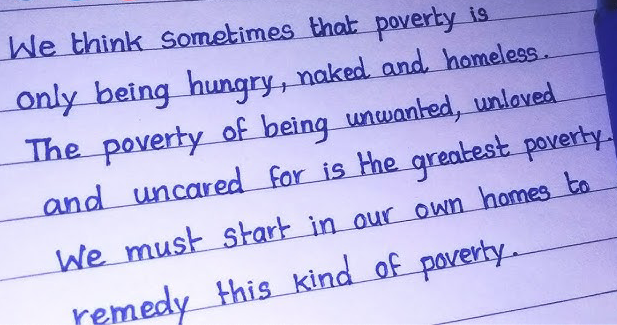 We think sometimes that poverty is
only being hungry, naked and homeless.
The poverty of being unwanted, unloved
and uncared for is the greatest poverty.
We must start in our own homes to
remedy this kind of poverty.